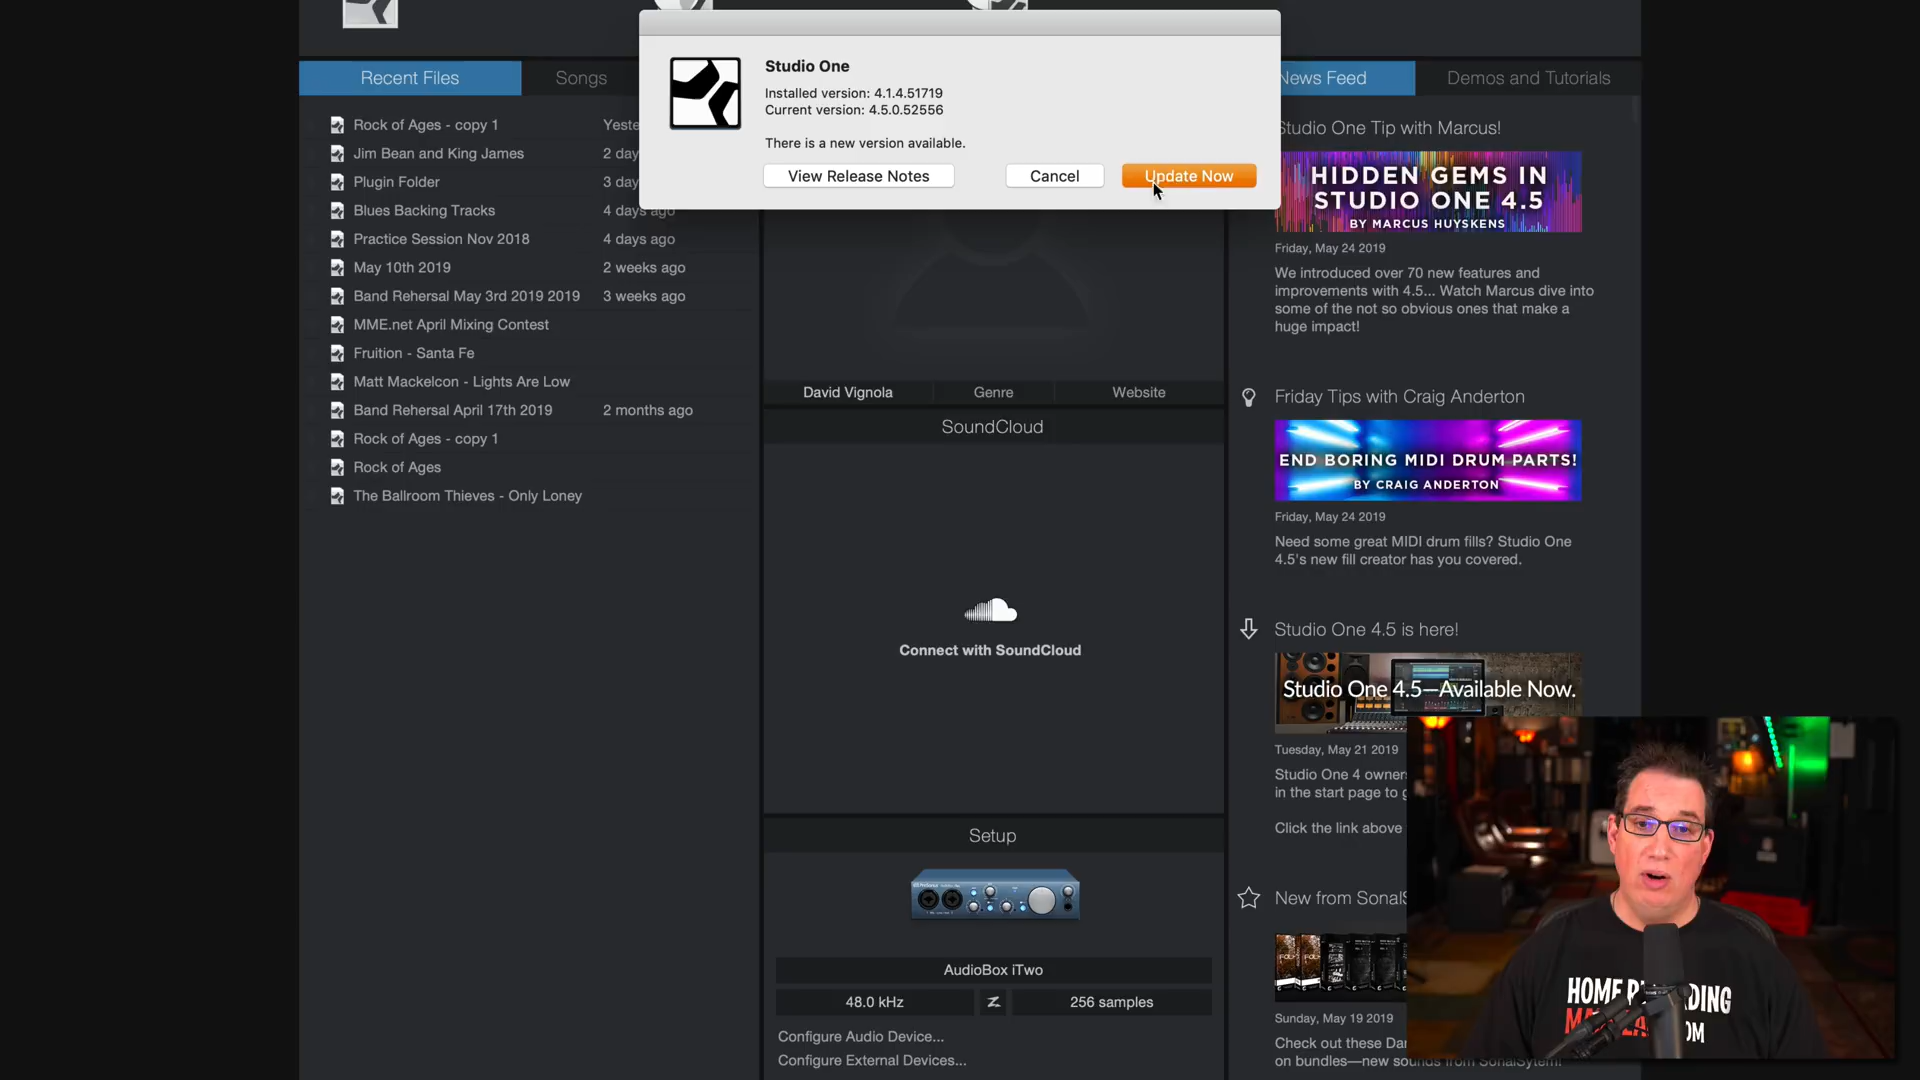 Studio One
Installed version: 4.1.4.51719
Current version: 4.5.0.52556
There is a new version available.
View Release Notes
Cancel
Update Now
Recent Files
Songs
Rock of Ages - copy 1
Jim Bean and King James
Plugin Folder
Blues Backing Tracks
4 days ago
Practice Session Nov 2018
4 days ago
May 10th 2019
2 weeks ago
Band Rehersal May 3rd 2019 2019
3 weeks ago
MME.net April Mixing Contest
Fruition - Santa Fe
Matt Mackelcon - Lights Are Low
Band Rehersal April 17th 2019
2 months ago
Rock of Ages - copy 1
Rock of Ages
The Ballroom Thieves - Only Loney
David Vignola
Genre
Website
SoundCloud
Connect with SoundCloud
Setup
AudioBox iTwo
48.0 kHz
256 samples
Configure Audio Device...
Configure External Devices...
News Feed
Demos and Tutorials
Studio One Tip with Marcus!
HIDDEN GEMS IN
STUDIO ONE 4.5
BY MARCUS HUYSKENS
Friday, May 24 2019
We introduced over 70 new features and
improvements with 4.5... Watch Marcus dive into
some of the not so obvious ones that make a
huge impact!
Friday Tips with Craig Anderton
END BORING MIDI DRUM PARTS!
BY CRAIG ANDERTON
Friday, May 24 2019
Need some great MIDI drum fills? Studio One
4.5's new fill creator has you covered.
Studio One 4.5 is here!
Studio One 4.5—Available Now.
Tuesday, May 21 2019
Studio One 4
in the start page to
Click the link above
New from
Sunday, May 19 2019
Check out these
on bundles—new sounds from SonalSytem!
HOME